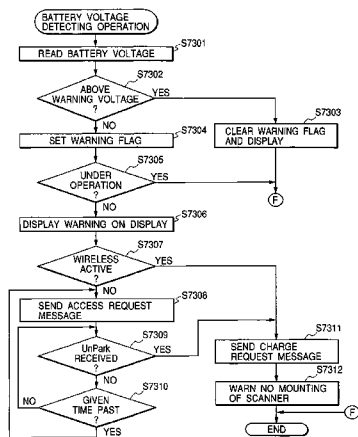 BATTERY VOLTAGE
DETECTING OPERATION
S7301
READ BATTERY VOLTAGE
S7302
ABOVE
WARNING VOLTAGE
?
YES
NO
S7303
CLEAR WARNING FLAG
AND DISPLAY
S7304
SET WARNING FLAG
S7305
UNDER
OPERATION
?
YES
NO
F
S7306
DISPLAY WARNING ON DISPLAY
S7307
WIRELESS
ACTIVE
?
YES
NO
S7308
SEND ACCESS REQUEST
MESSAGE
S7309
UnPark
RECEIVED
?
YES
NO
S7310
GIVEN
TIME PAST
?
NO
YES
S7311
SEND CHARGE
REQUEST MESSAGE
S7312
WARN NO MOUNTING
OF SCANNER
F
END